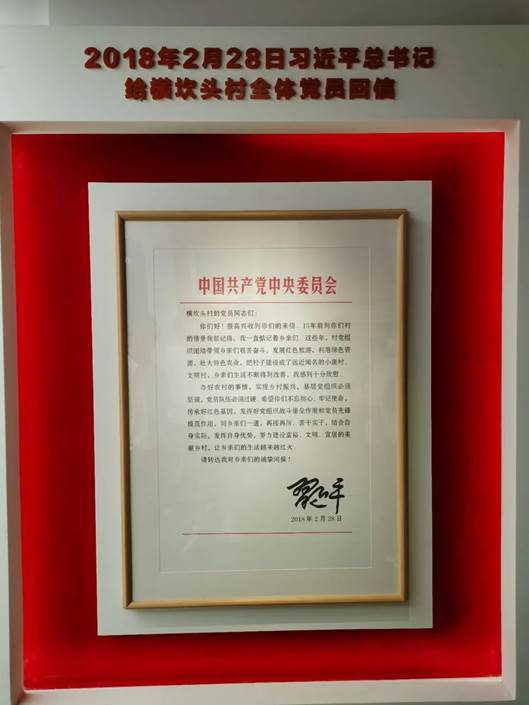 2018年2月28日习近平总书记
给横坎头村全体党员回信
中国共产党中央委员会
横坎头村的党员同志们：
你们好！很高兴收到你们的来信。15年前到你们村
的情景我都记得，我一直惦记着乡亲们。这些年，村党组
织团结带领乡亲们艰苦奋斗，发展红色旅游，利用绿色资
源，壮大特色农业，把村子建设成了远近闻名的小康村、
文明村，乡亲们生活不断得到改善，我感到十分欣慰。
办好农村的事情，实现乡村振兴，基层党组织必须
坚强，党员队伍必须过硬。希望你们不忘初心、牢记使命，
传承好红色基因，发挥好党组织战斗堡垒作用和党员先锋
模范作用，同乡亲们一道，再接再厉、苦干实干，结合自
身实际，发挥自身优势，努力建设富裕、文明、宜居的美
丽乡村，让乡亲们的生活越来越红火。
请转达我对乡亲们的诚挚问候！
习近平
2018年2月28日